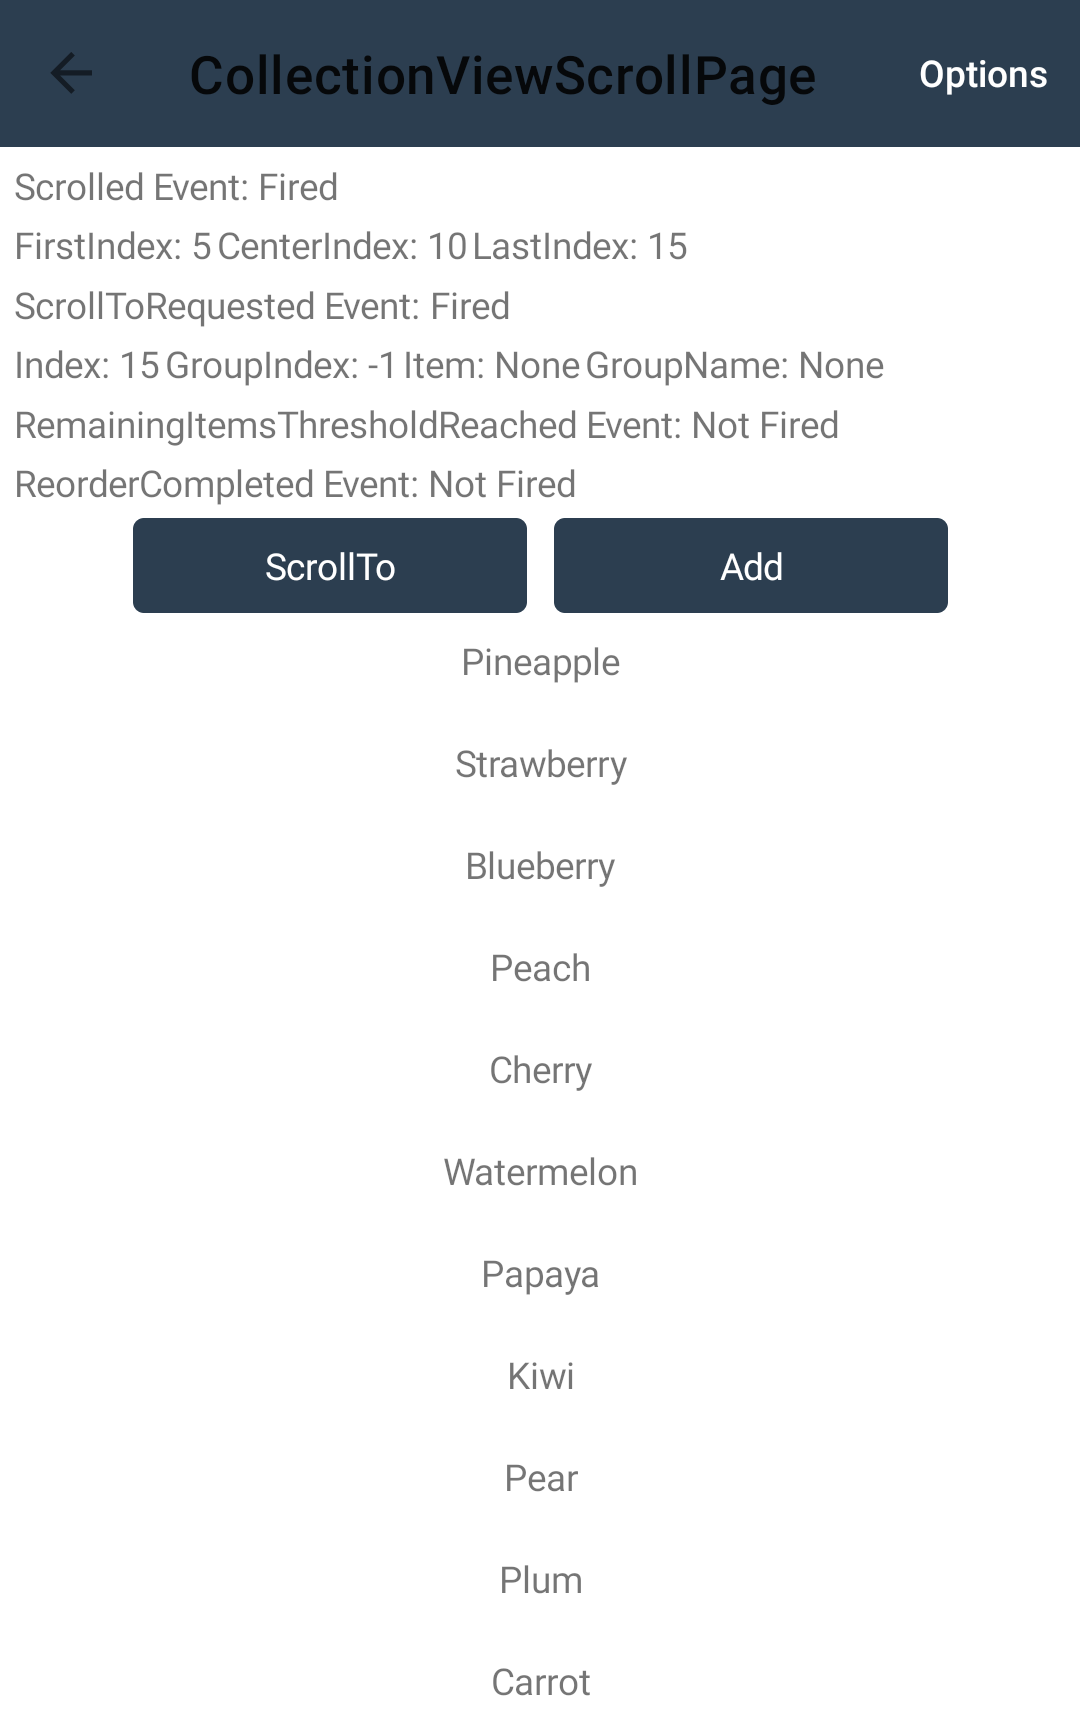 CollectionViewScrollPage Options
Scrolled Event: Fired
FirstIndex: 5 CenterIndex: 10 LastIndex: 15
ScrollToRequested Event: Fired
Index: 15 GroupIndex: -1 Item: None GroupName: None
RemainingItemsThresholdReached Event: Not Fired
ReorderCompleted Event: Not Fired
ScrollTo Add
Pineapple
Strawberry
Blueberry
Peach
Cherry
Watermelon
Papaya
Kiwi
Pear
Plum
Carrot